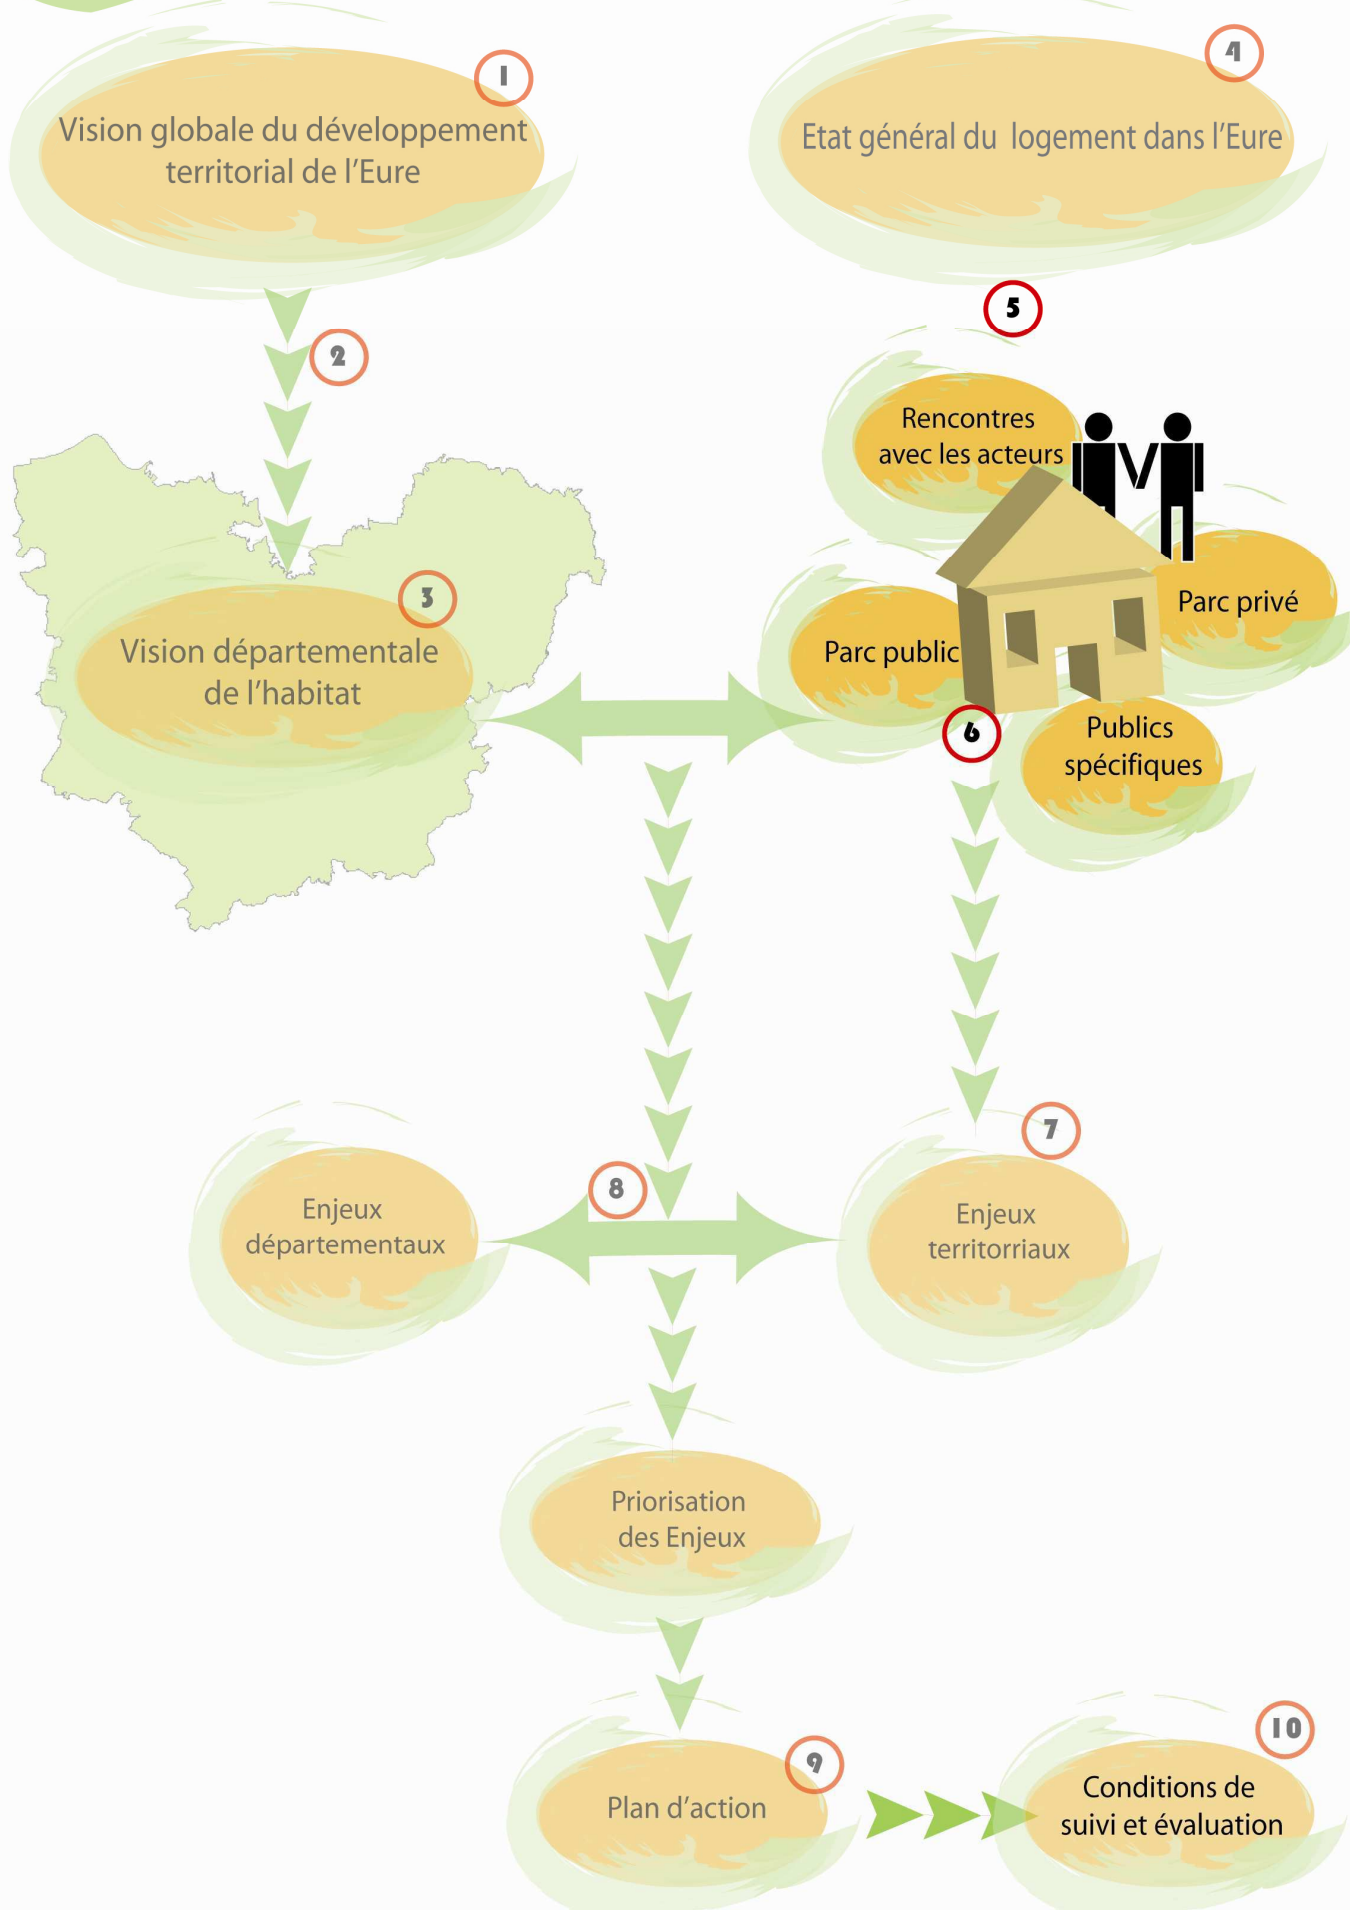 1
Vision globale du développement
territorial de l'Eure
4
Etat général du logement dans l'Eure
2
5
Rencontres
avec les acteurs
3
Vision départementale
de l'habitat
Parc privé
Parc public
6
Publics
spécifiques
7
8
Enjeux
départementaux
Enjeux
territorriaux
Priorisation
des Enjeux
9
Plan d'action
10
Conditions de
suivi et évaluation